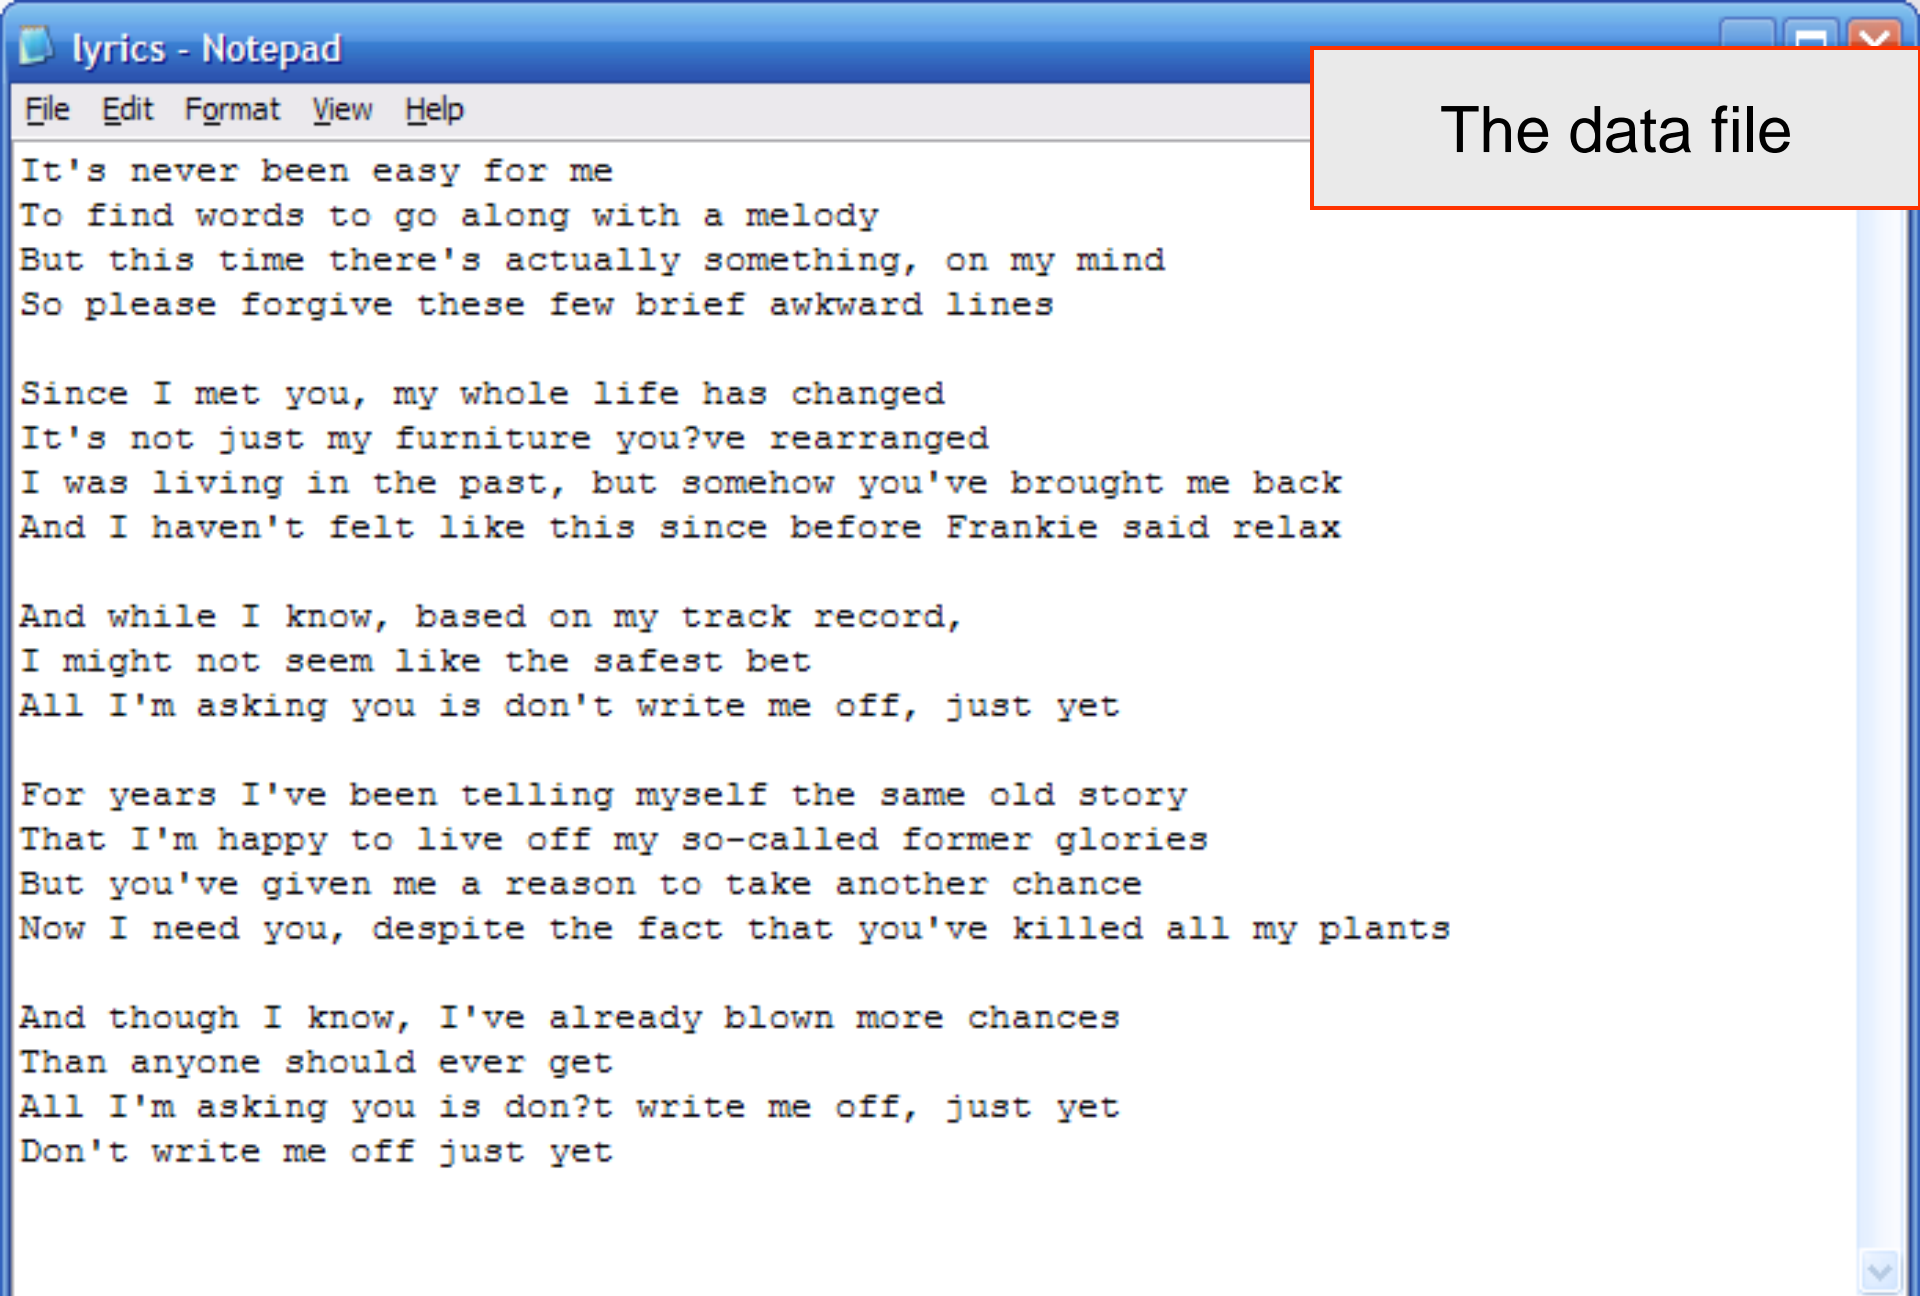 lyrics - Notepad
The data file
File Edit Format View Help
It's never been easy for me
To find words to go along with a melody
But this time there's actually something, on my mind
So please forgive these few brief awkward lines

Since I met you, my whole life has changed
It's not just my furniture you?ve rearranged
I was living in the past, but somehow you've brought me back
And I haven't felt like this since before Frankie said relax

And while I know, based on my track record,
I might not seem like the safest bet
All I'm asking you is don't write me off, just yet

For years I've been telling myself the same old story
That I'm happy to live off my so-called former glories
But you've given me a reason to take another chance
Now I need you, despite the fact that you've killed all my plants

And though I know, I've already blown more chances
Than anyone should ever get
All I'm asking you is don?t write me off, just yet
Don't write me off just yet